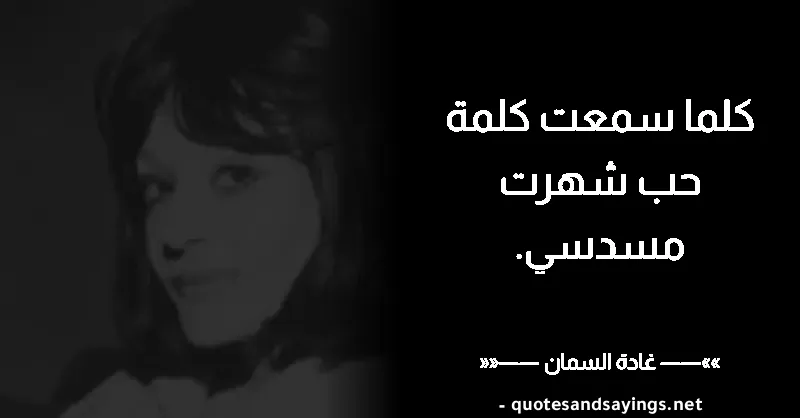 كلما سمعت كلمة
حب شهرت
مسدسي.
»»——— غادة السمان ———««
- quotesandsayings.net